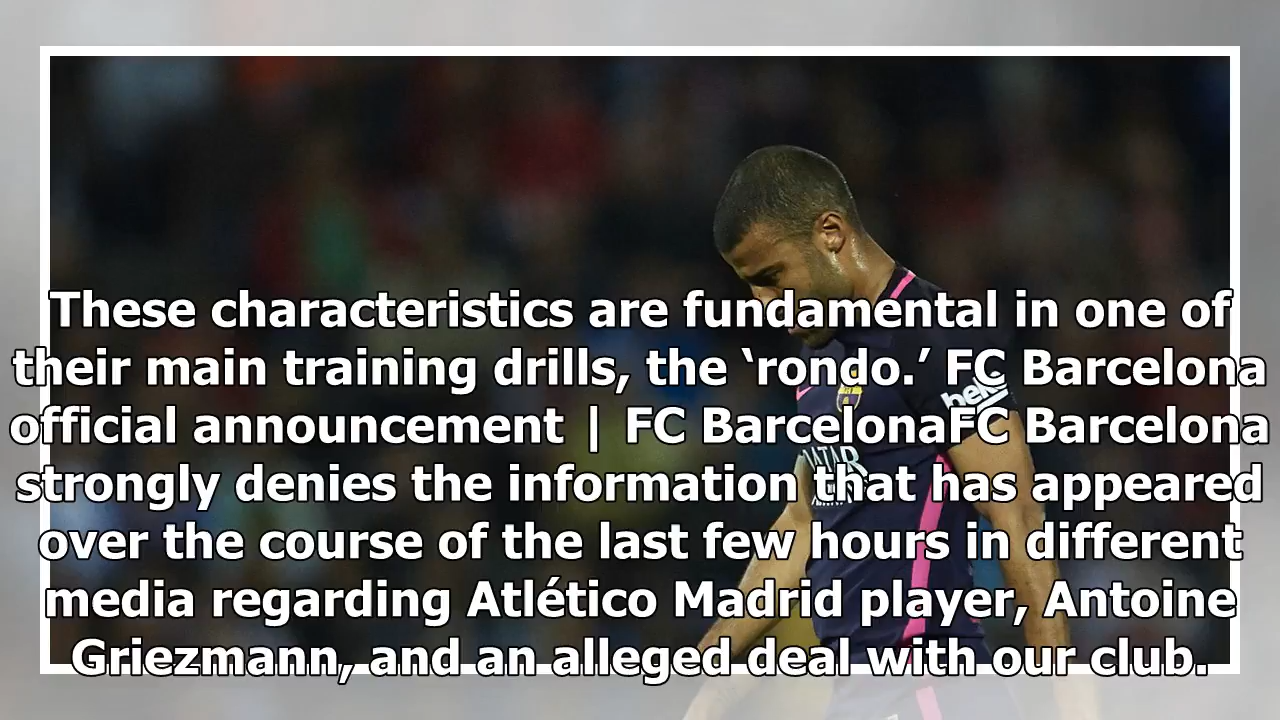 These characteristics are fundamental in one of
their main training drills, the ‘rondo.’ FC Barcelona
official announcement | FC BarcelonaFC Barcelona
strongly denies the information that has appeared
over the course of the last few hours in different
media regarding Atlético Madrid player, Antoine
Griezmann, and an alleged deal with our club.
beko
QATAR